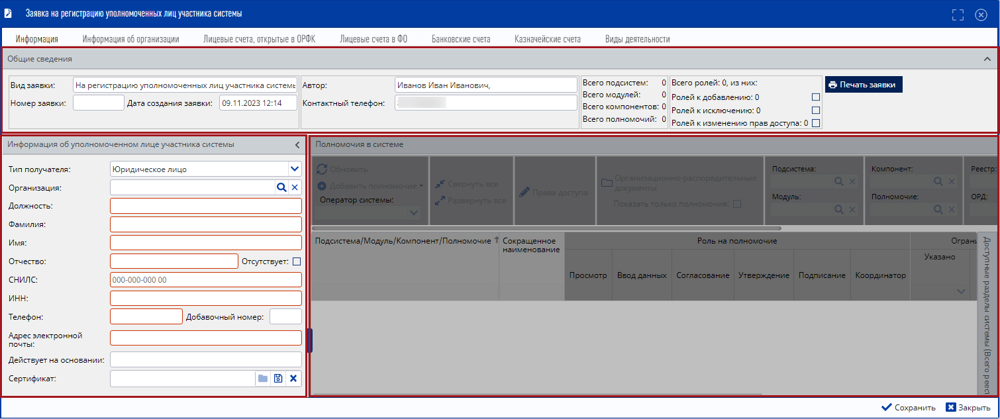 Заявка на регистрацию уполномоченных лиц участника системы
Информация Информация об организации Лицевые счета, открытые в ОРФК Лицевые счета в ФО Банковские счета Казначейские счета Виды деятельности
Общие сведения
Вид заявки: На регистрацию уполномоченных лиц участника системы
Номер заявки: Дата создания заявки: 09.11.2023 12:14
Автор: Иванов Иван Иванович,
Контактный телефон:
Всего подсистем: 0
Всего модулей: 0
Всего компонентов: 0
Всего полномочий: 0
Всего ролей: 0, из них:
Ролей к добавлению: 0
Ролей к исключению: 0
Ролей к изменению прав доступа: 0
Печать заявки
Информация об уполномоченном лице участника системы
Тип получателя: Юридическое лицо
Организация:
Должность:
Фамилия:
Имя:
Отчество: Отсутствует:
СНИЛС: 000-000-000 00
ИНН:
Телефон: Добавочный номер:
Адрес электронной
почты:
Действует на основании:
Сертификат:
Полномочия в системе
Обновить
Добавить полномочие
Оператор системы:
Свернуть все
Развернуть все
Права доступа
Организационно-распорядительные
документы
Показать только полномочия:
Подсистема:
Модуль:
Компонент:
Полномочие:
Реестр:
ОРД:
Подсистема/Модуль/Компонент/Полномочие
Сокращенное
наименование
Роль на полномочие
Просмотр Ввод данных Согласование Утверждение Подписание Координатор
Ограни
Указано
Доступные разделы системы (Всего реест
Сохранить Закрыть